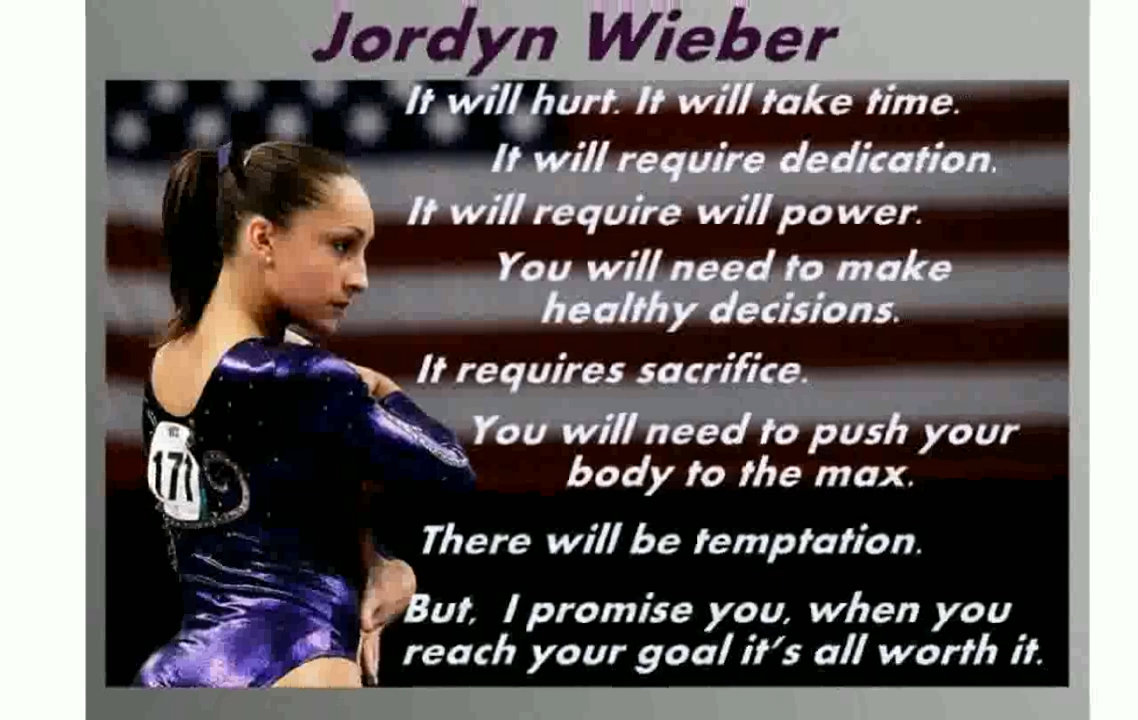 Jordyn Wieber
It will hurt. It will take time.
It will require dedication.
It will require will power.
You will need to make
healthy decisions.
It requires sacrifice.
You will need to push your
body to the max.
There will be temptation.
But, I promise you, when you
reach your goal it's all worth it.
171